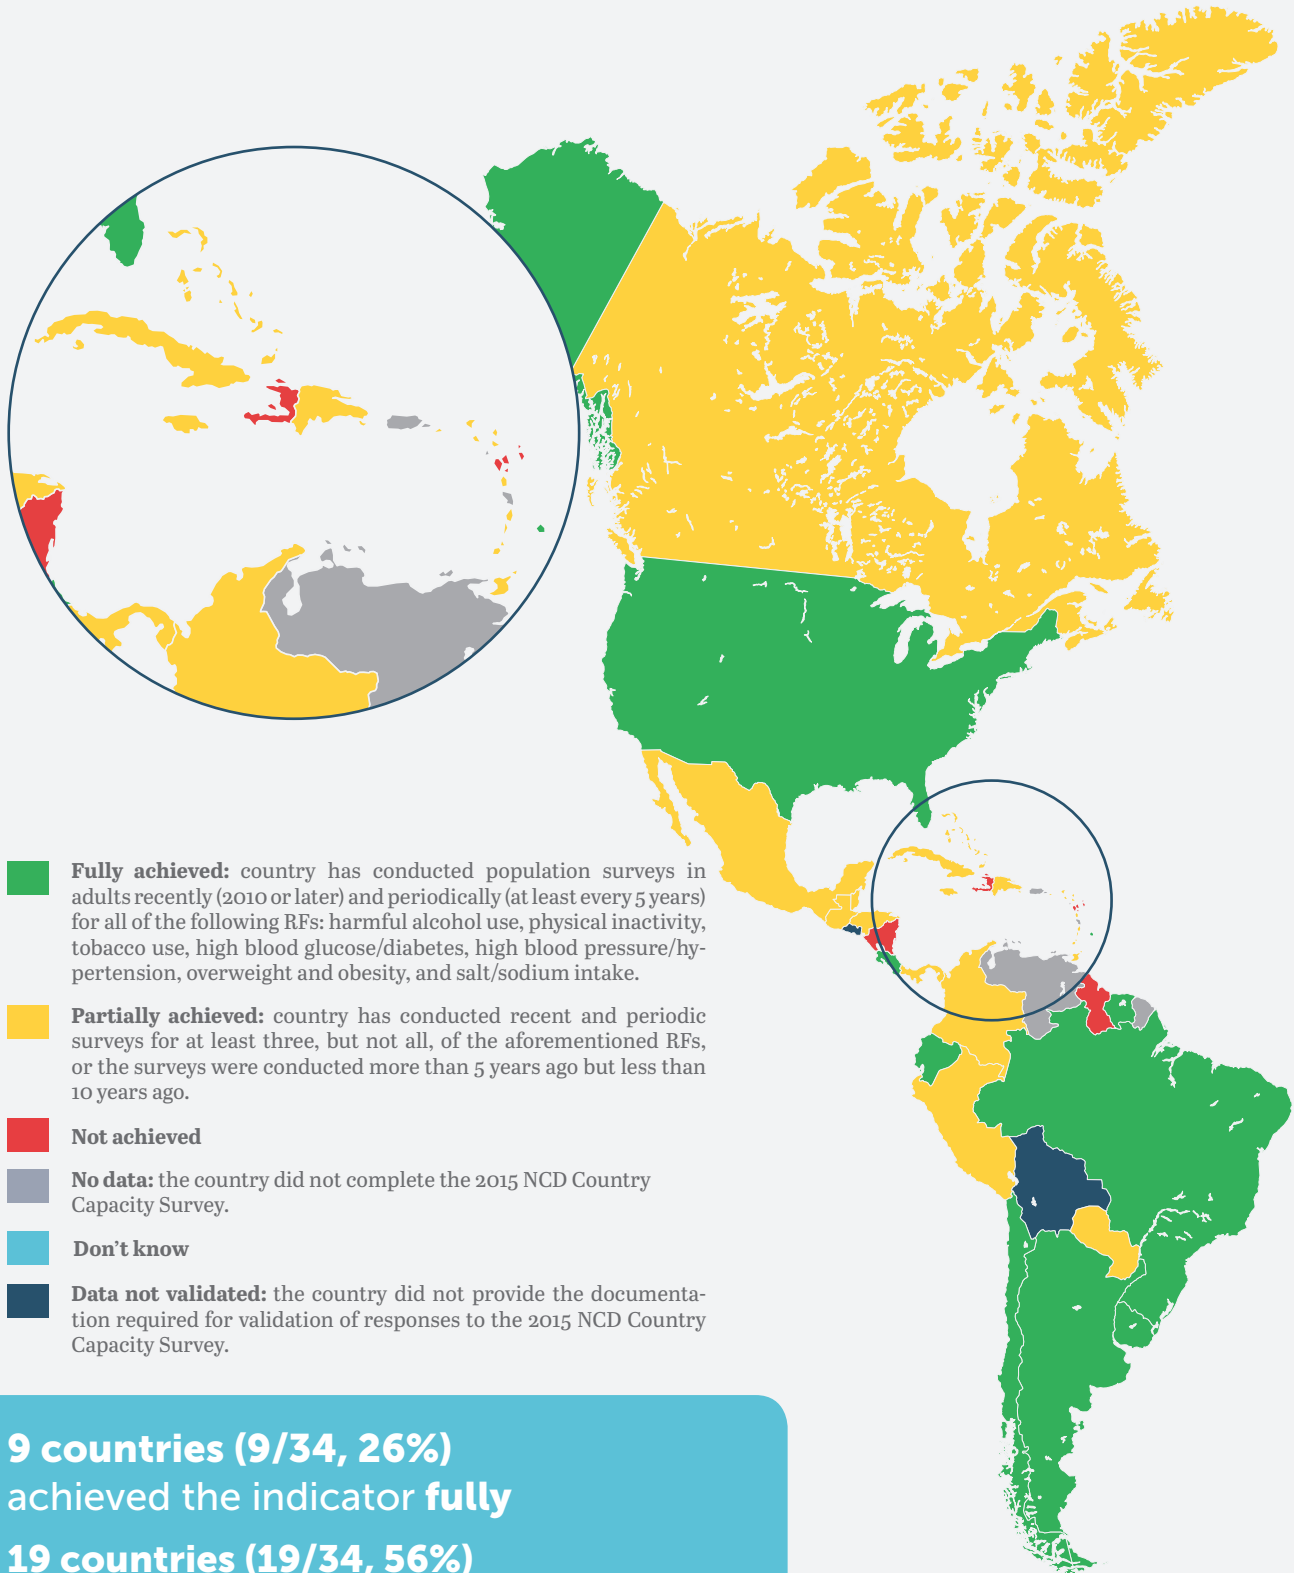 Fully achieved: country has conducted population surveys in
adults recently (2010 or later) and periodically (at least every 5 years)
for all of the following RFs: harmful alcohol use, physical inactivity,
tobacco use, high blood glucose/diabetes, high blood pressure/hy-
pertension, overweight and obesity, and salt/sodium intake.
Partially achieved: country has conducted recent and periodic
surveys for at least three, but not all, of the aforementioned RFs,
or the surveys were conducted more than 5 years ago but less than
10 years ago.
Not achieved
No data: the country did not complete the 2015 NCD Country
Capacity Survey.
Don't know
Data not validated: the country did not provide the documenta-
tion required for validation of responses to the 2015 NCD Country
Capacity Survey.
9 countries (9/34, 26%)
achieved the indicator fully
19 countries (19/34, 56%)